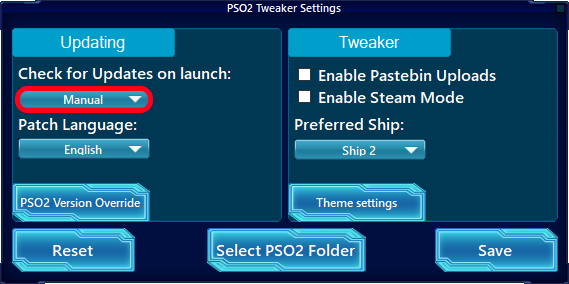 PSO2 Tweaker Settings
Updating
Check for Updates on launch:
Manual
Patch Language:
English
PSO2 Version Override
Tweaker
Enable Pastebin Uploads
Enable Steam Mode
Preferred Ship:
Ship 2
Theme settings
Reset
Select PSO2 Folder
Save